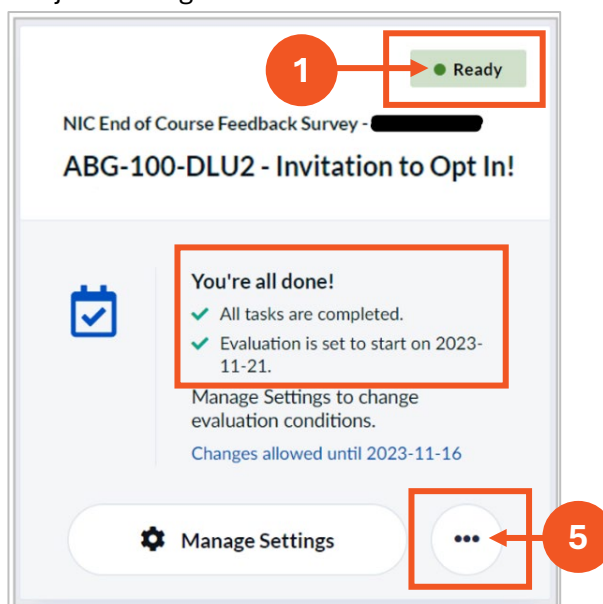 1
Ready
NIC End of Course Feedback Survey -
ABG-100-DLU2 - Invitation to Opt In!
You're all done!
All tasks are completed.
Evaluation is set to start on 2023-
11-21.
Manage Settings to change
evaluation conditions.
Changes allowed until 2023-11-16
Manage Settings
5